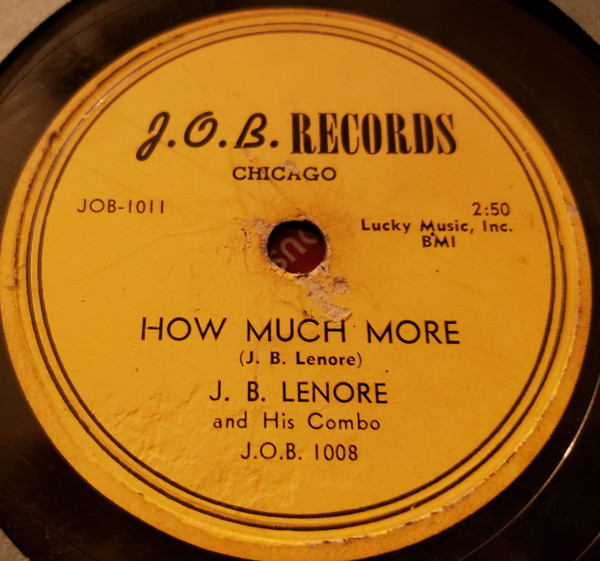 J.O.B. RECORDS
CHICAGO
JOB-1011
2:50
Lucky Music, Inc.
BMI
HOW MUCH MORE
(J. B. Lenore)
J. B. LENORE
and His Combo
J.O.B. 1008